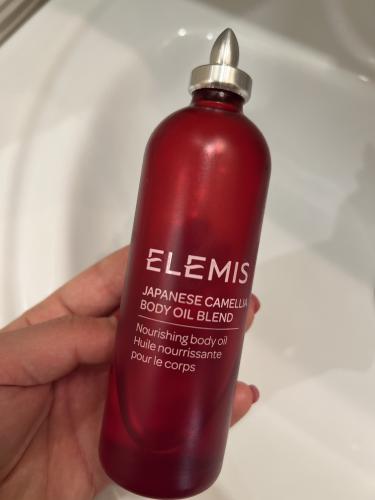 ELEMIS
JAPANESE CAMELLIA
BODY OIL BLEND
Nourishing body oil
Huile nourrissante
pour le corps